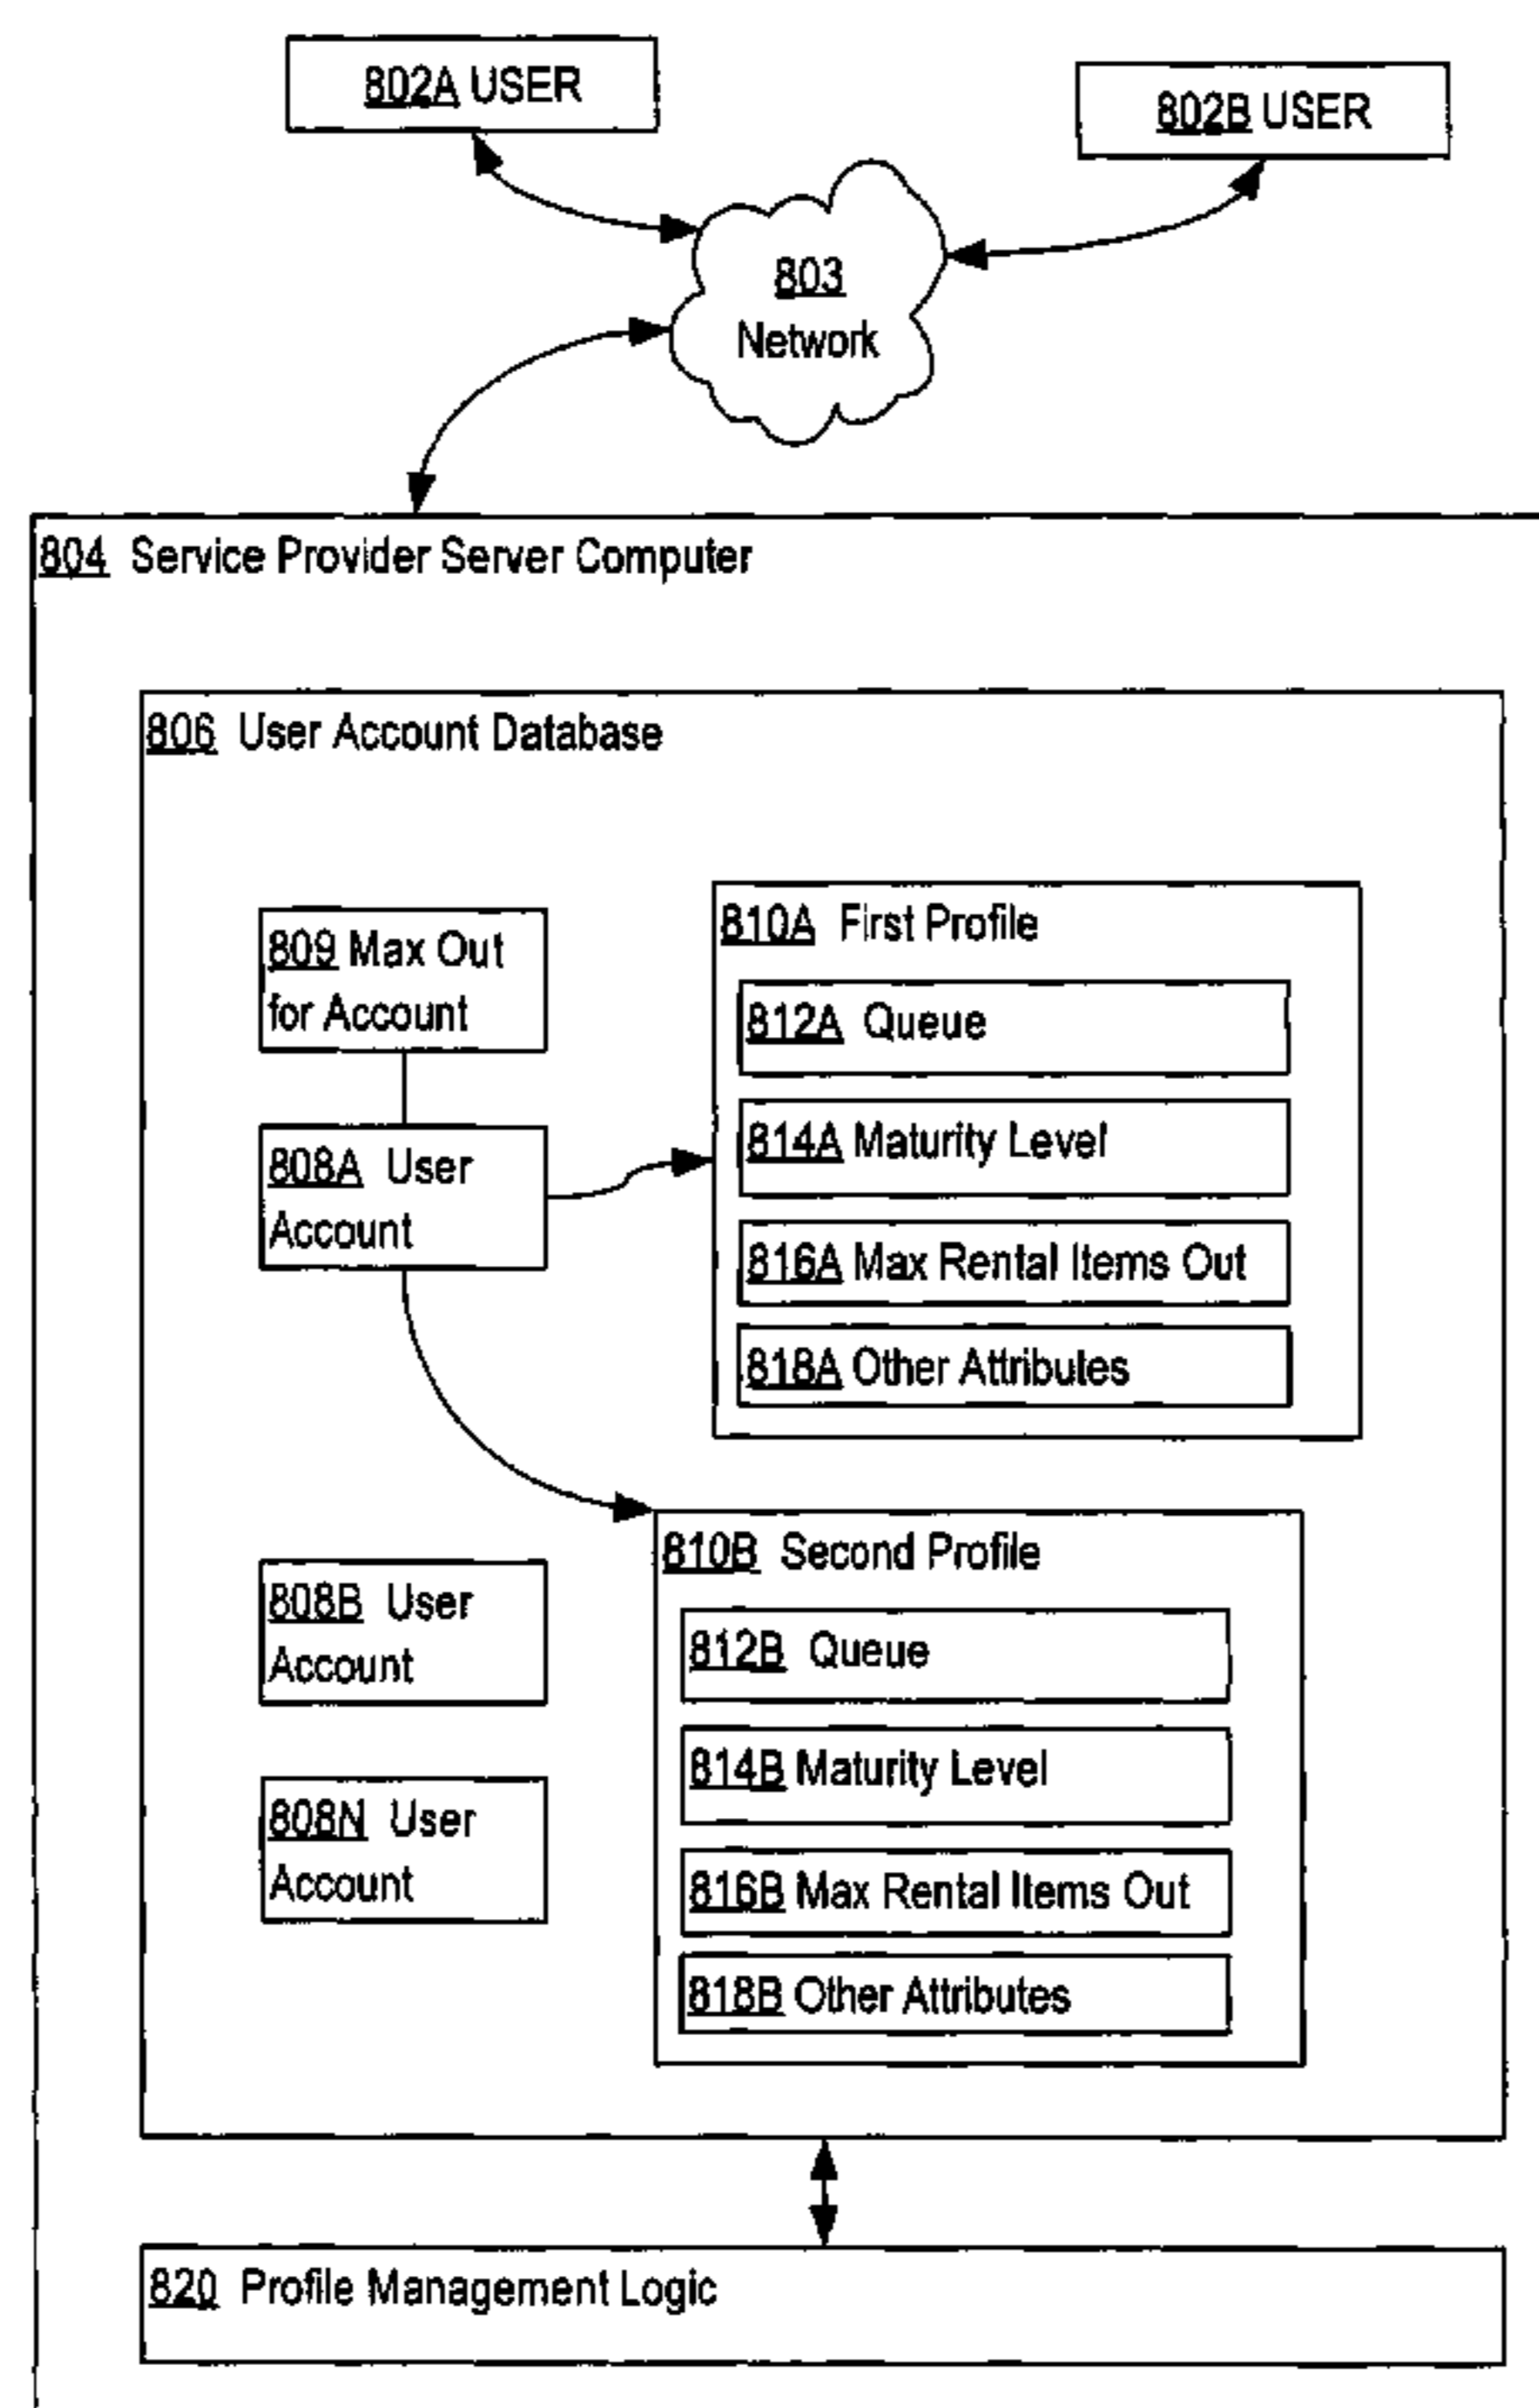 802A USER
802B USER
803
Network
804 Service Provider Server Computer
806 User Account Database
809 Max Out
for Account
808A User
Account
810A First Profile
812A Queue
814A Maturity Level
816A Max Rental Items Out
818A Other Attributes
808B User
Account
808N User
Account
810B Second Profile
812B Queue
814B Maturity Level
816B Max Rental Items Out
818B Other Attributes
820 Profile Management Logic